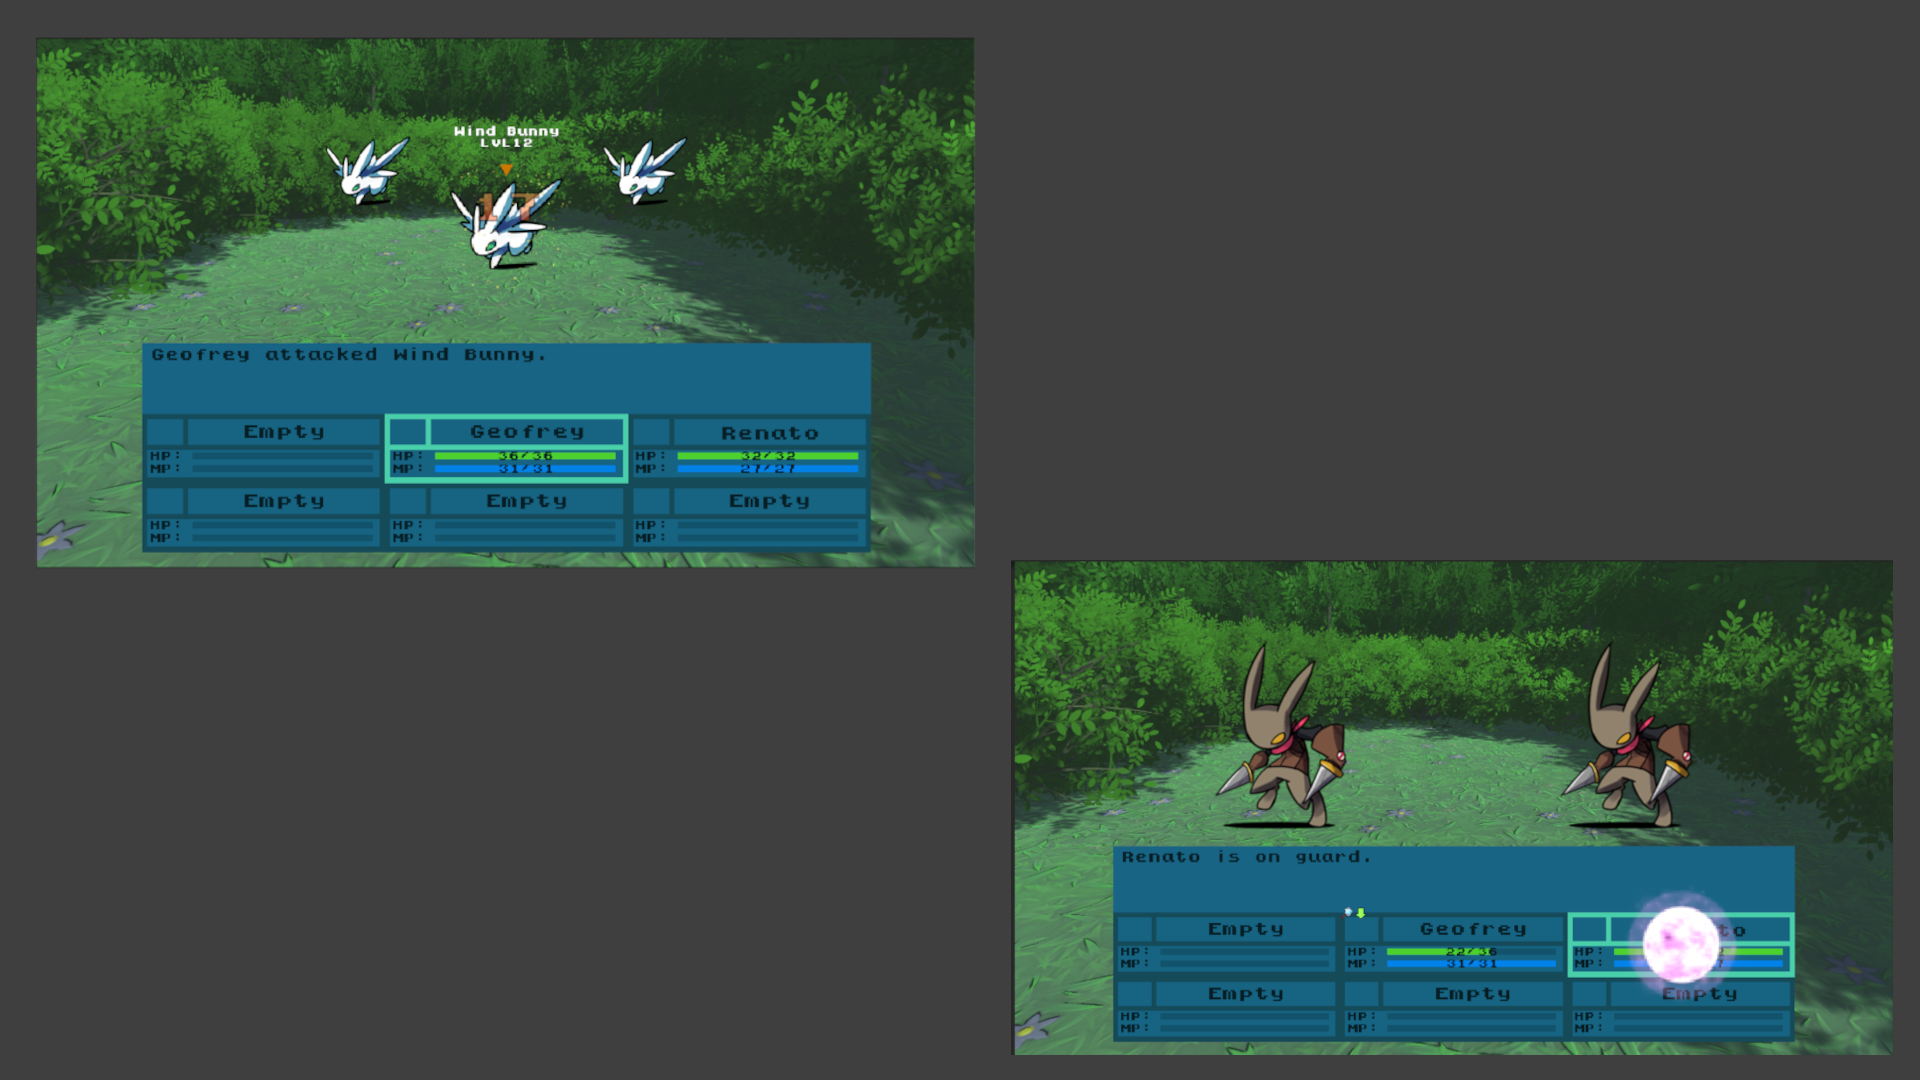 Wind Bunny
LVL12
17
Geofrey attacked Wind Bunny.
Empty Geofrey Renato
HP: HP: 36/36 HP: 32/32
MP: MP: 31/31 MP: 27/27
Empty Empty Empty
HP: HP: HP:
MP: MP: MP:
Renato is on guard.
Empty Geofrey to
HP: HP: 22/36 HP:
MP: MP: 31/31 7
Empty Empty Empty
HP: HP: HP:
MP: MP: MP: